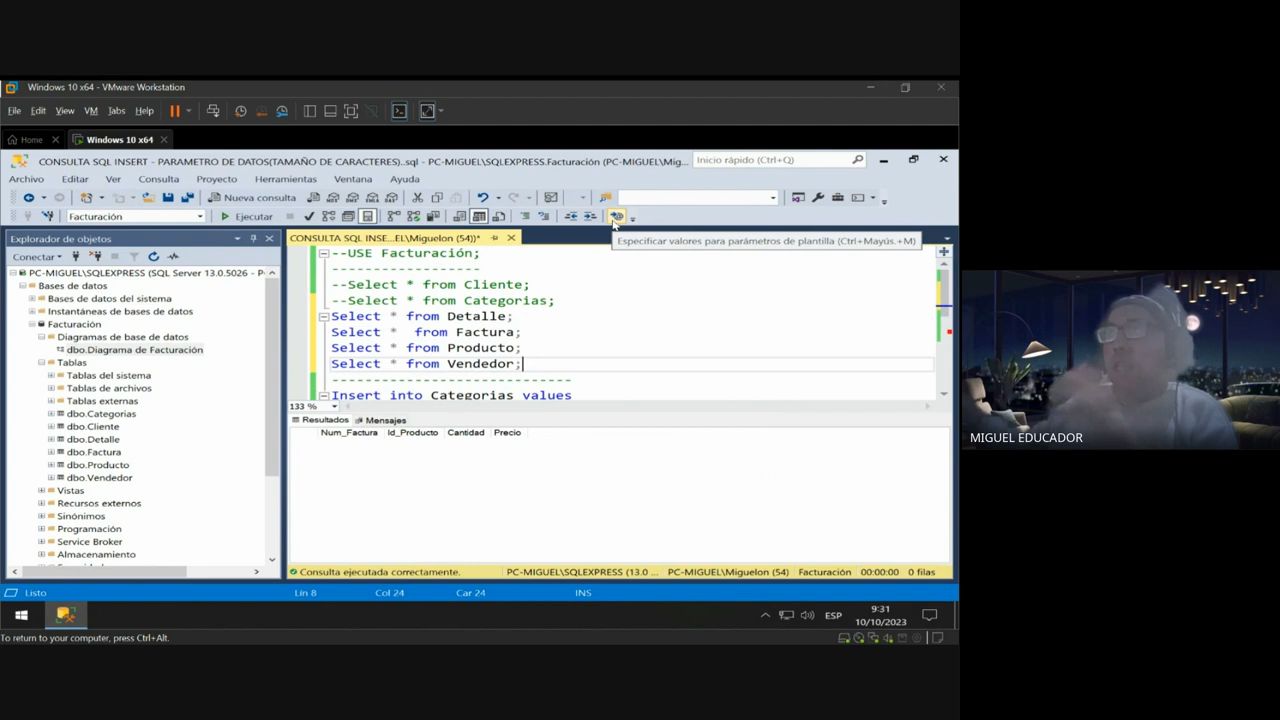 Windows 10 x64 - VMware Workstation
File Edit View VM Tabs Help
Home Windows 10 x64
CONSULTA SQL INSERT - PARAMETRO DE DATOS(TAMAÑO DE CARACTERES)..sql - PC-MIGUEL\SQLEXPRESS.Facturación (PC-MIGUEL\Mig... Inicio rápido (Ctrl+Q)
Archivo Editar Ver Consulta Proyecto Herramientas Ventana Ayuda
Nueva consulta
Facturación Ejecutar
Explorador de objetos
CONSULTA SQL INSE...EL\Miguelon (54))*
Especificar valores para parámetros de plantilla (Ctrl+Mayús.+M)
Conectar
PC-MIGUEL\SQLEXPRESS (SQL Server 13.0.5026 - P
Bases de datos
Bases de datos del sistema
Instantáneas de bases de datos
Facturación
Diagramas de base de datos
dbo.Diagrama de Facturación
Tablas
Tablas del sistema
Tablas de archivos
Tablas externas
dbo.Categorias
dbo.Cliente
dbo.Detalle
dbo.Factura
dbo.Producto
dbo.Vendedor
Vistas
Recursos externos
Sinónimos
Programación
Service Broker
Almacenamiento
--USE Facturación;
------------------
--Select * from Cliente;
--Select * from Categorias;
Select * from Detalle;
Select *  from Factura;
Select * from Producto;
Select * from Vendedor;
-----------------------------
Insert into Categorias values
133 %
Resultados Mensajes
Num_Factura Id_Producto Cantidad Precio
Consulta ejecutada correctamente. PC-MIGUEL\SQLEXPRESS (13.0 ... PC-MIGUEL\Miguelon (54) Facturación 00:00:00 0 filas
Listo Lín 8 Col 24 Car 24 INS
ESP 9:31
10/10/2023
To return to your computer, press Ctrl+Alt.
MIGUEL EDUCADOR